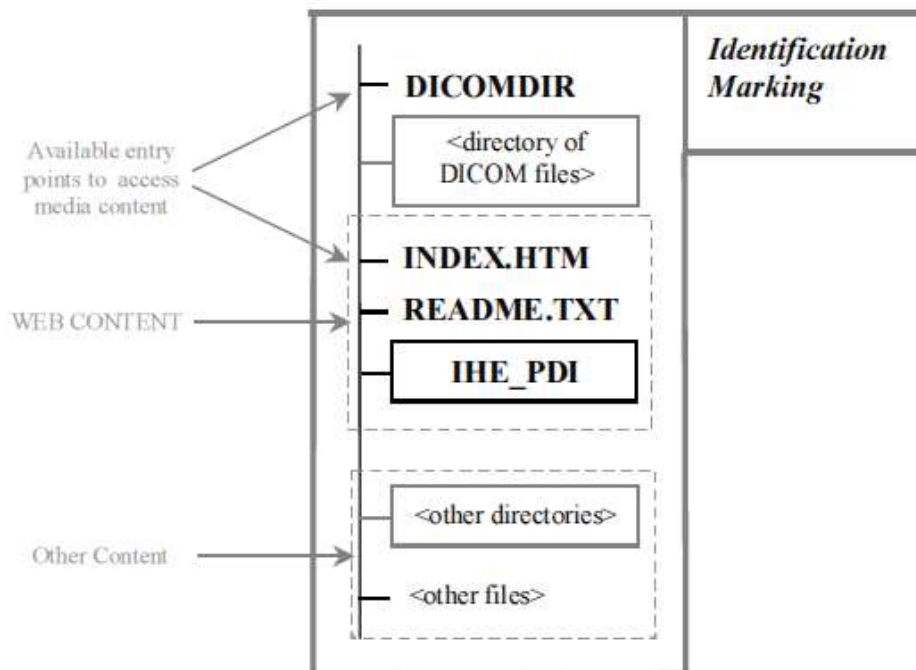 Identification
Marking
DICOMDIR
<directory of
DICOM files>
Available entry
points to access
media content
INDEX.HTM
README.TXT
WEB CONTENT
IHE_PDI
<other directories>
Other Content
<other files>